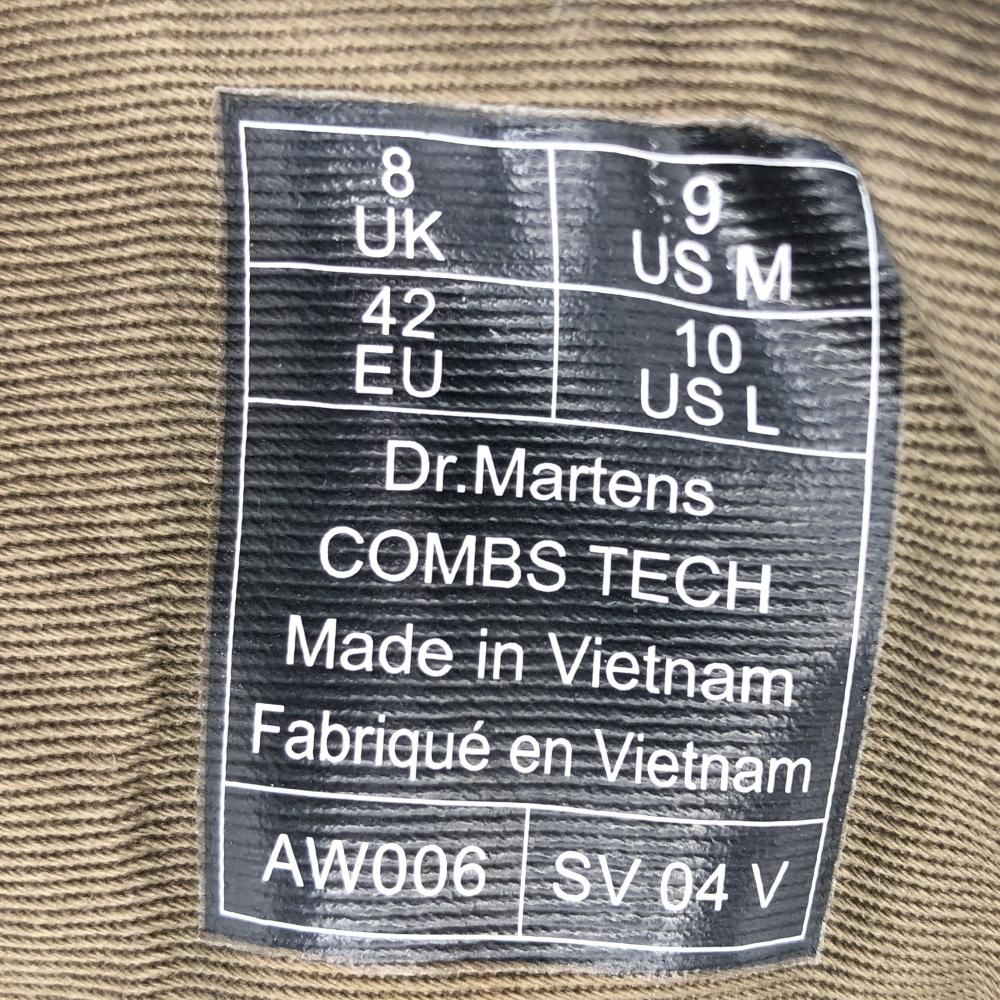 8
UK
9
US M
42
EU
10
US L
Dr.Martens
COMBS TECH
Made in Vietnam
Fabriqué en Vietnam
AW006
SV 04 V